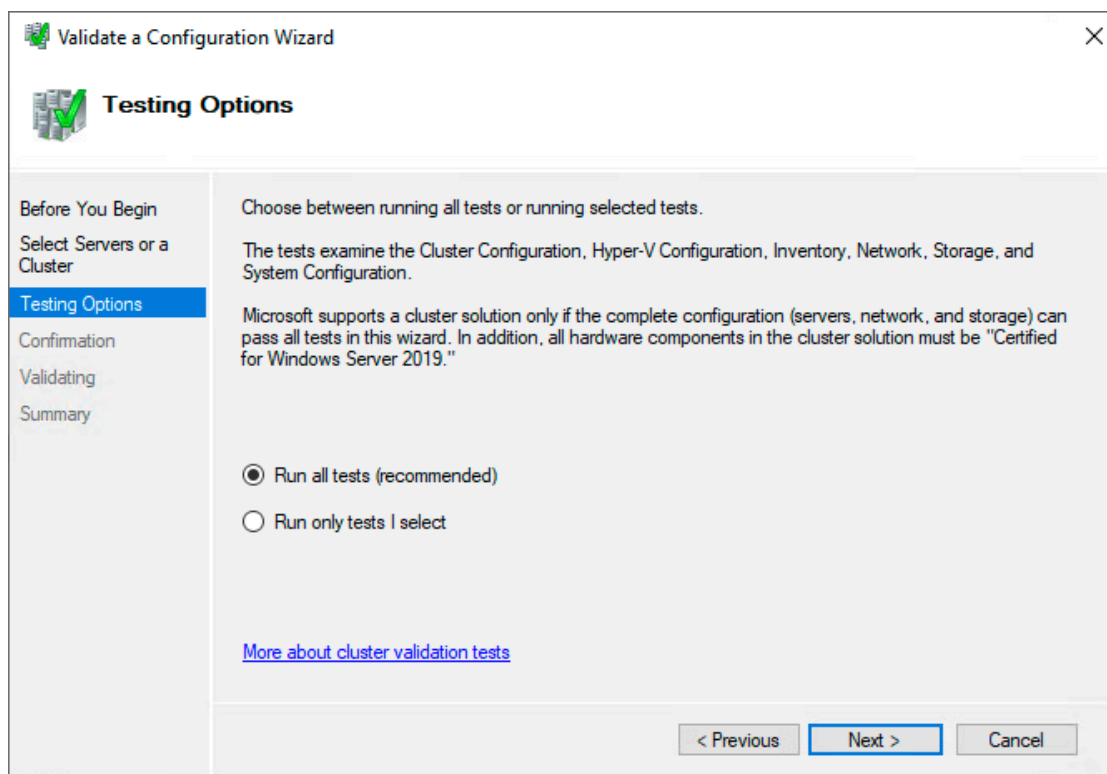 Validate a Configuration Wizard
Testing Options
Before You Begin
Select Servers or a
Cluster
Testing Options
Confirmation
Validating
Summary
Choose between running all tests or running selected tests.
The tests examine the Cluster Configuration, Hyper-V Configuration, Inventory, Network, Storage, and
System Configuration.
Microsoft supports a cluster solution only if the complete configuration (servers, network, and storage) can
pass all tests in this wizard. In addition, all hardware components in the cluster solution must be "Certified
for Windows Server 2019."
Run all tests (recommended)
Run only tests I select
More about cluster validation tests
< Previous
Next >
Cancel